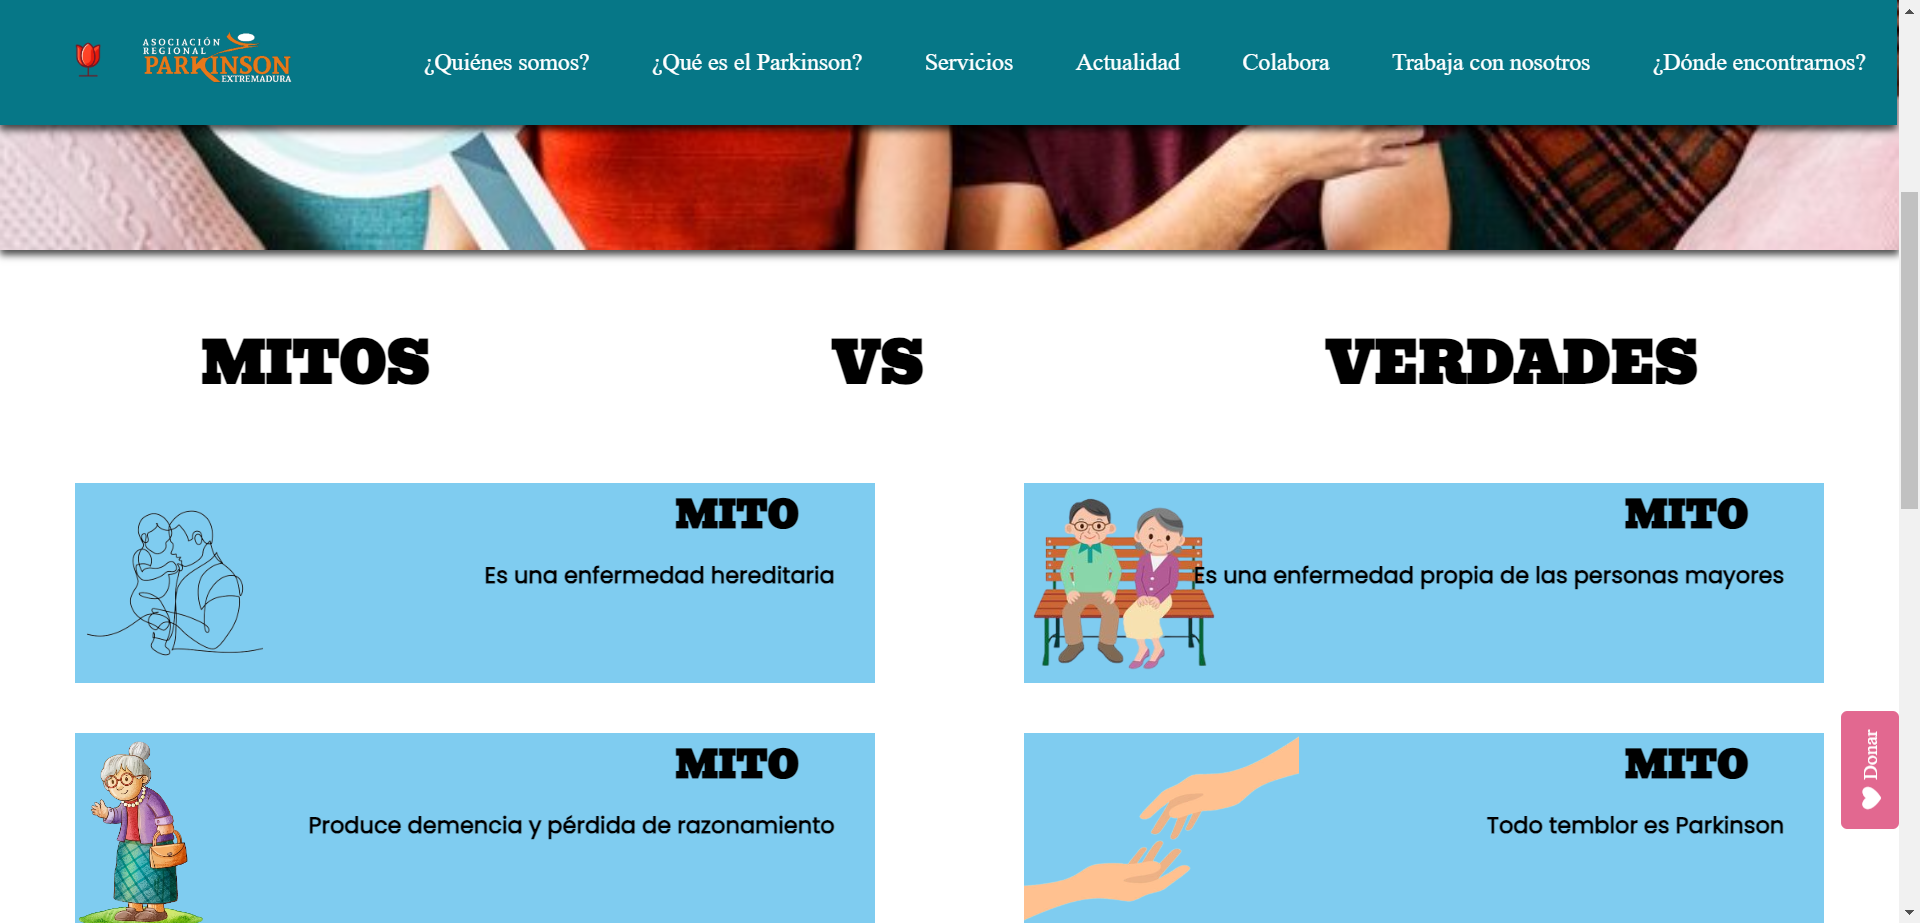 ASOCIACIÓN
REGIONAL
PARKINSON
EXTREMADURA
¿Quiénes somos?
¿Qué es el Parkinson?
Servicios
Actualidad
Colabora
Trabaja con nosotros
¿Dónde encontrarnos?
MITOS
VS
VERDADES
MITO
Es una enfermedad hereditaria
MITO
Es una enfermedad propia de las personas mayores
MITO
Produce demencia y pérdida de razonamiento
MITO
Todo temblor es Parkinson
Donar